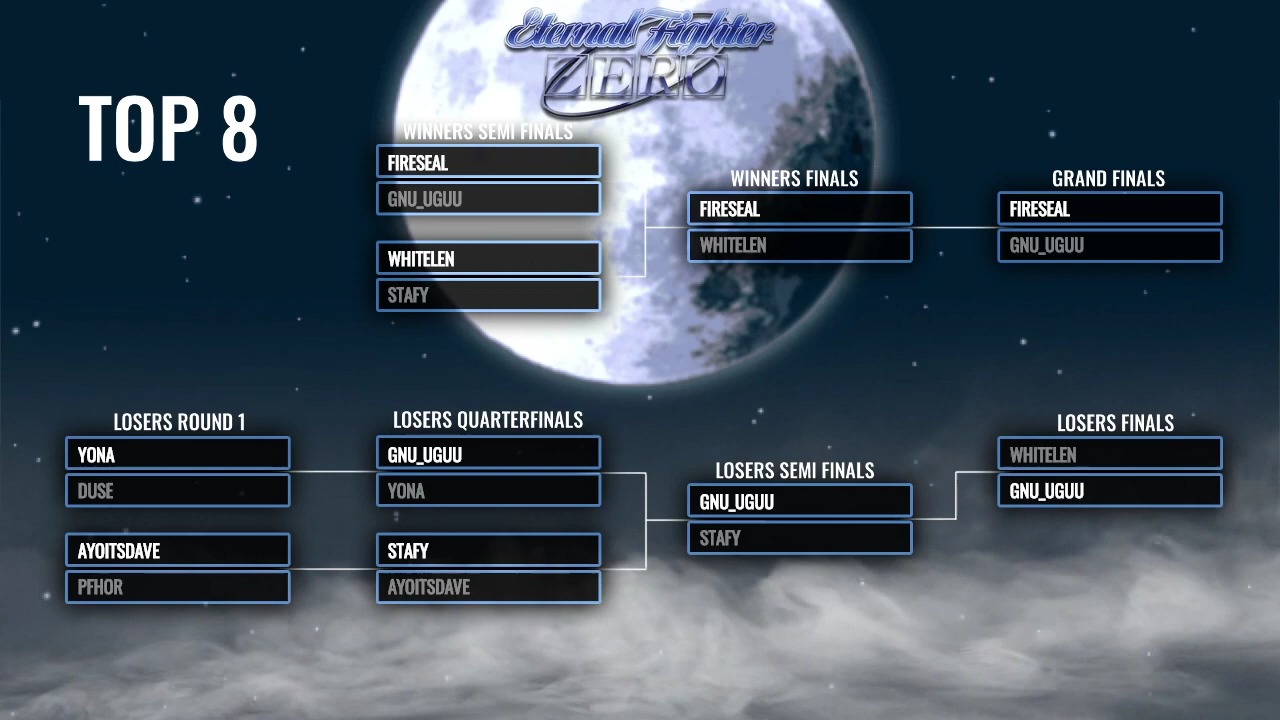 Eternal Fighter
ZERO
TOP 8
WINNERS SEMI FINALS
FIRESEAL
GNU_UGUU
WHITELEN
STAFY
WINNERS FINALS
FIRESEAL
WHITELEN
GRAND FINALS
FIRESEAL
GNU_UGUU
LOSERS ROUND 1
YONA
DUSE
AYOITSDAVE
PFHOR
LOSERS QUARTERFINALS
GNU_UGUU
YONA
STAFY
AYOITSDAVE
LOSERS SEMI FINALS
GNU_UGUU
STAFY
LOSERS FINALS
WHITELEN
GNU_UGUU